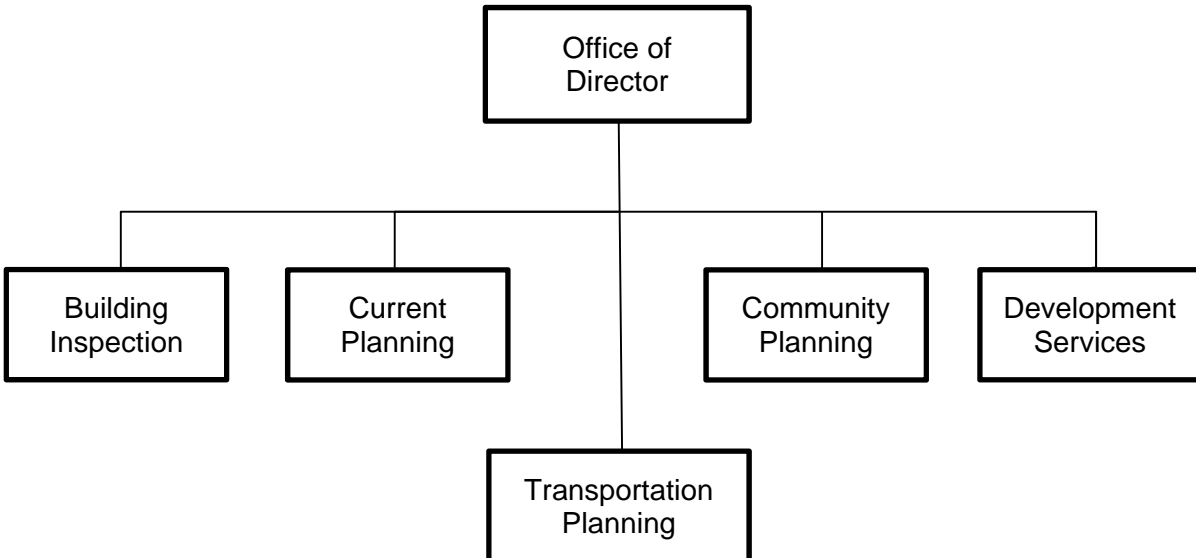 Office of
Director
Building
Inspection
Current
Planning
Community
Planning
Development
Services
Transportation
Planning